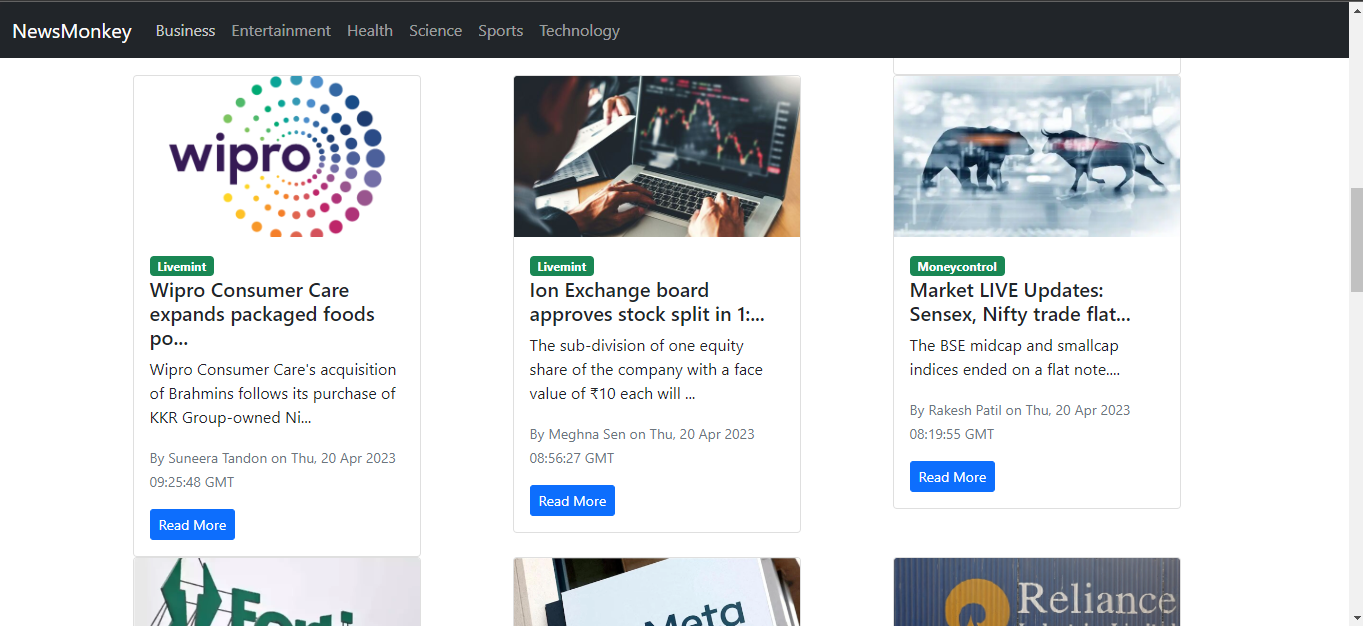 NewsMonkey Business Entertainment Health Science Sports Technology
wipro
Livemint
Wipro Consumer Care
expands packaged foods
po...
Wipro Consumer Care's acquisition
of Brahmins follows its purchase of
KKR Group-owned Ni...
By Suneera Tandon on Thu, 20 Apr 2023
09:25:48 GMT
Read More
Livemint
Ion Exchange board
approves stock split in 1:...
The sub-division of one equity
share of the company with a face
value of ₹10 each will ...
By Meghna Sen on Thu, 20 Apr 2023
08:56:27 GMT
Read More
Moneycontrol
Market LIVE Updates:
Sensex, Nifty trade flat...
The BSE midcap and smallcap
indices ended on a flat note....
By Rakesh Patil on Thu, 20 Apr 2023
08:19:55 GMT
Read More
Meta
Reliance